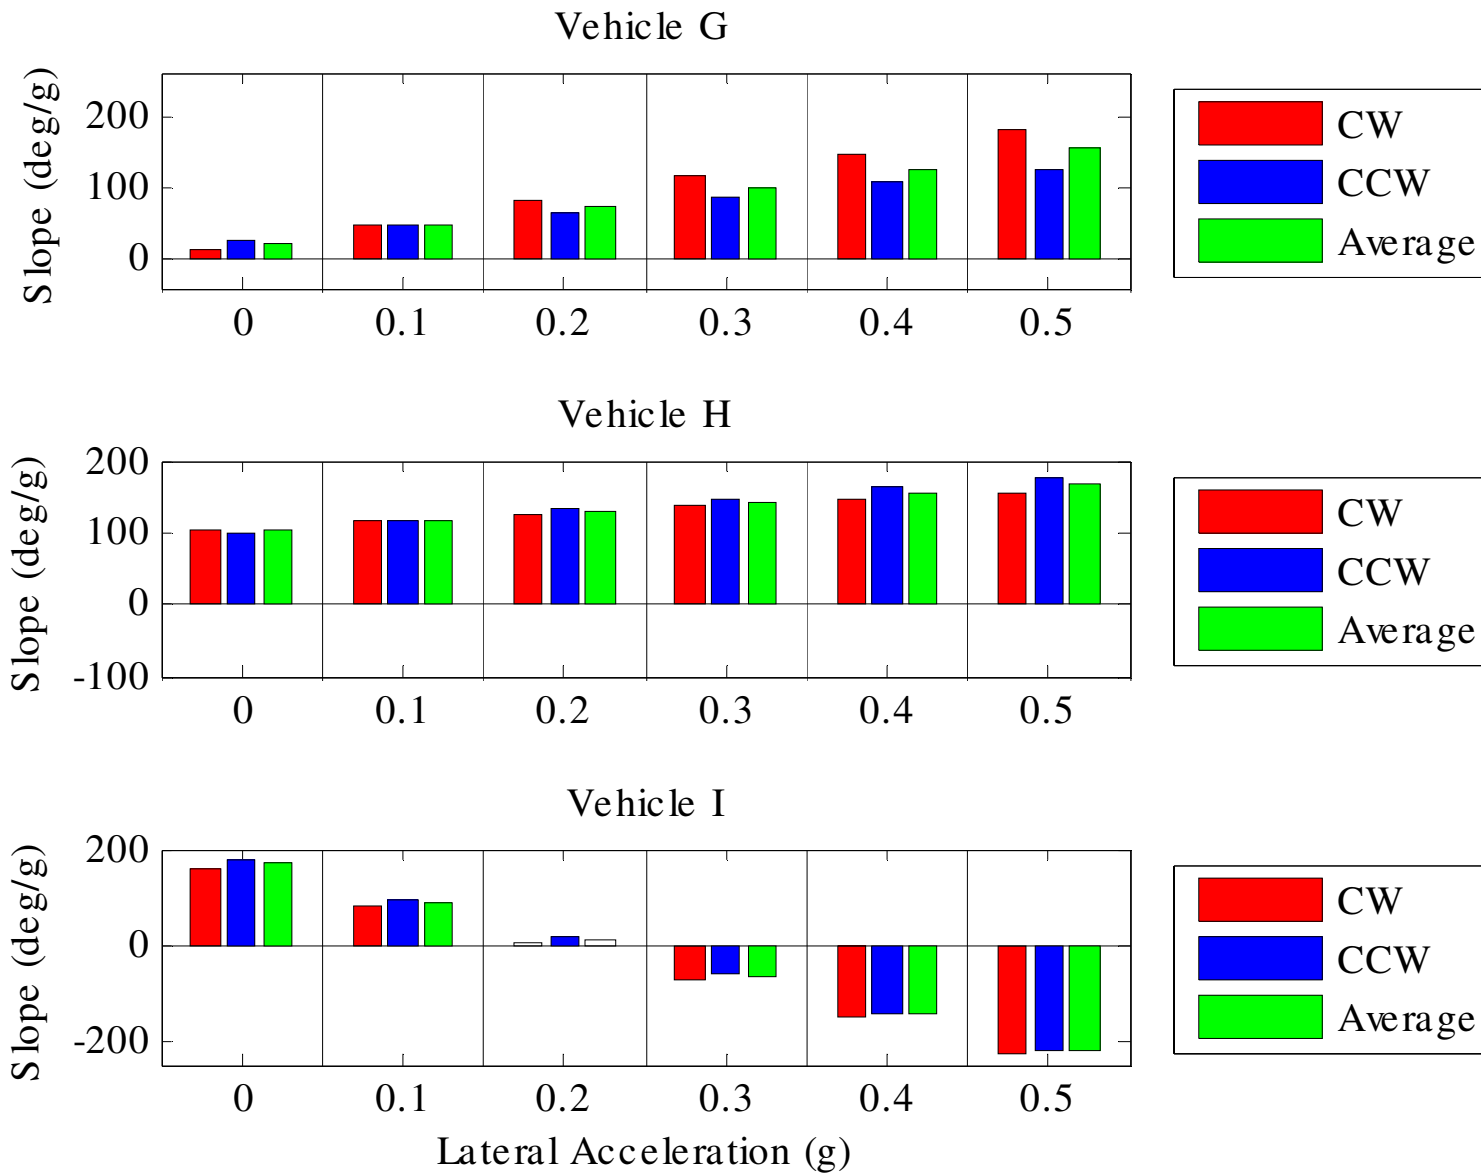 Vehicle G
Slope (deg/g)
200
100
0
0 0.1 0.2 0.3 0.4 0.5
CW
CCW
Average
Vehicle H
Slope (deg/g)
200
100
0
-100
0 0.1 0.2 0.3 0.4 0.5
CW
CCW
Average
Vehicle I
Slope (deg/g)
200
0
-200
0 0.1 0.2 0.3 0.4 0.5
CW
CCW
Average
Lateral Acceleration (g)